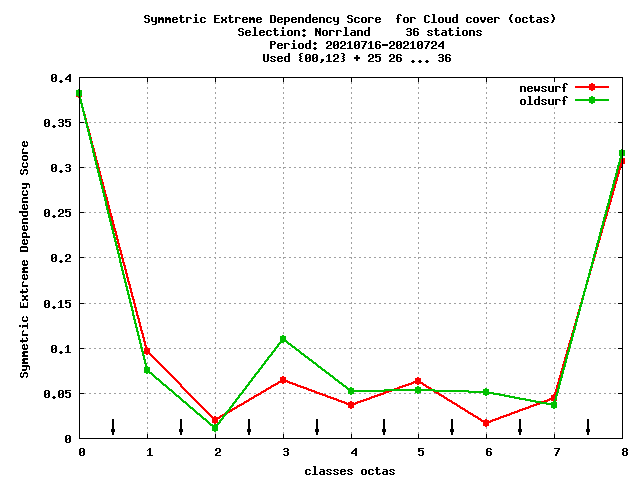 Symmetric Extreme Dependency Score  for Cloud cover (octas)
Selection: Norrland     36 stations
Period: 20210716-20210724
Used {00,12} + 25 26 ... 36
newsurf
oldsurf
Symmetric Extreme Dependency Score
0.4
0.35
0.3
0.25
0.2
0.15
0.1
0.05
0
0 1 2 3 4 5 6 7 8
classes octas